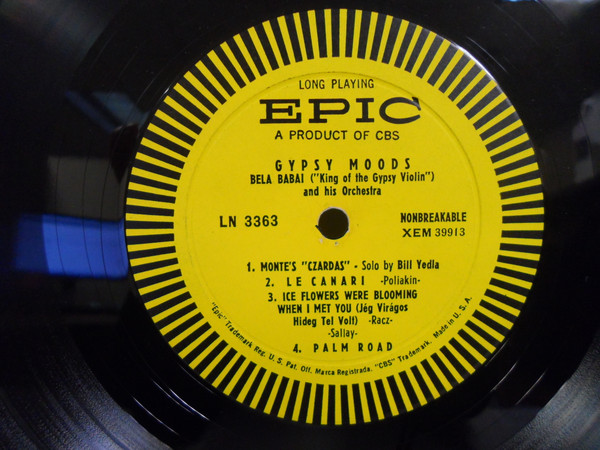 LONG PLAYING
EPIC
A PRODUCT OF CBS
GYPSY MOODS
BELA BABAI ("King of the Gypsy Violin")
and his Orchestra
LN 3363
NONBREAKABLE
XEM 39913
1. MONTE'S "CZARDAS" - Solo by Bill Yedla
2. LE CANARI -Poliakin-
3. ICE FLOWERS WERE BLOOMING
WHEN I MET YOU (Jég Virágos
Hideg Tel Volt) -Racz-
-Sallay-
4. PALM ROAD
"Epic" Trademark Reg. U. S. Pat. Off. Marca Registrada. "CBS" Trademark. Made in U. S. A.